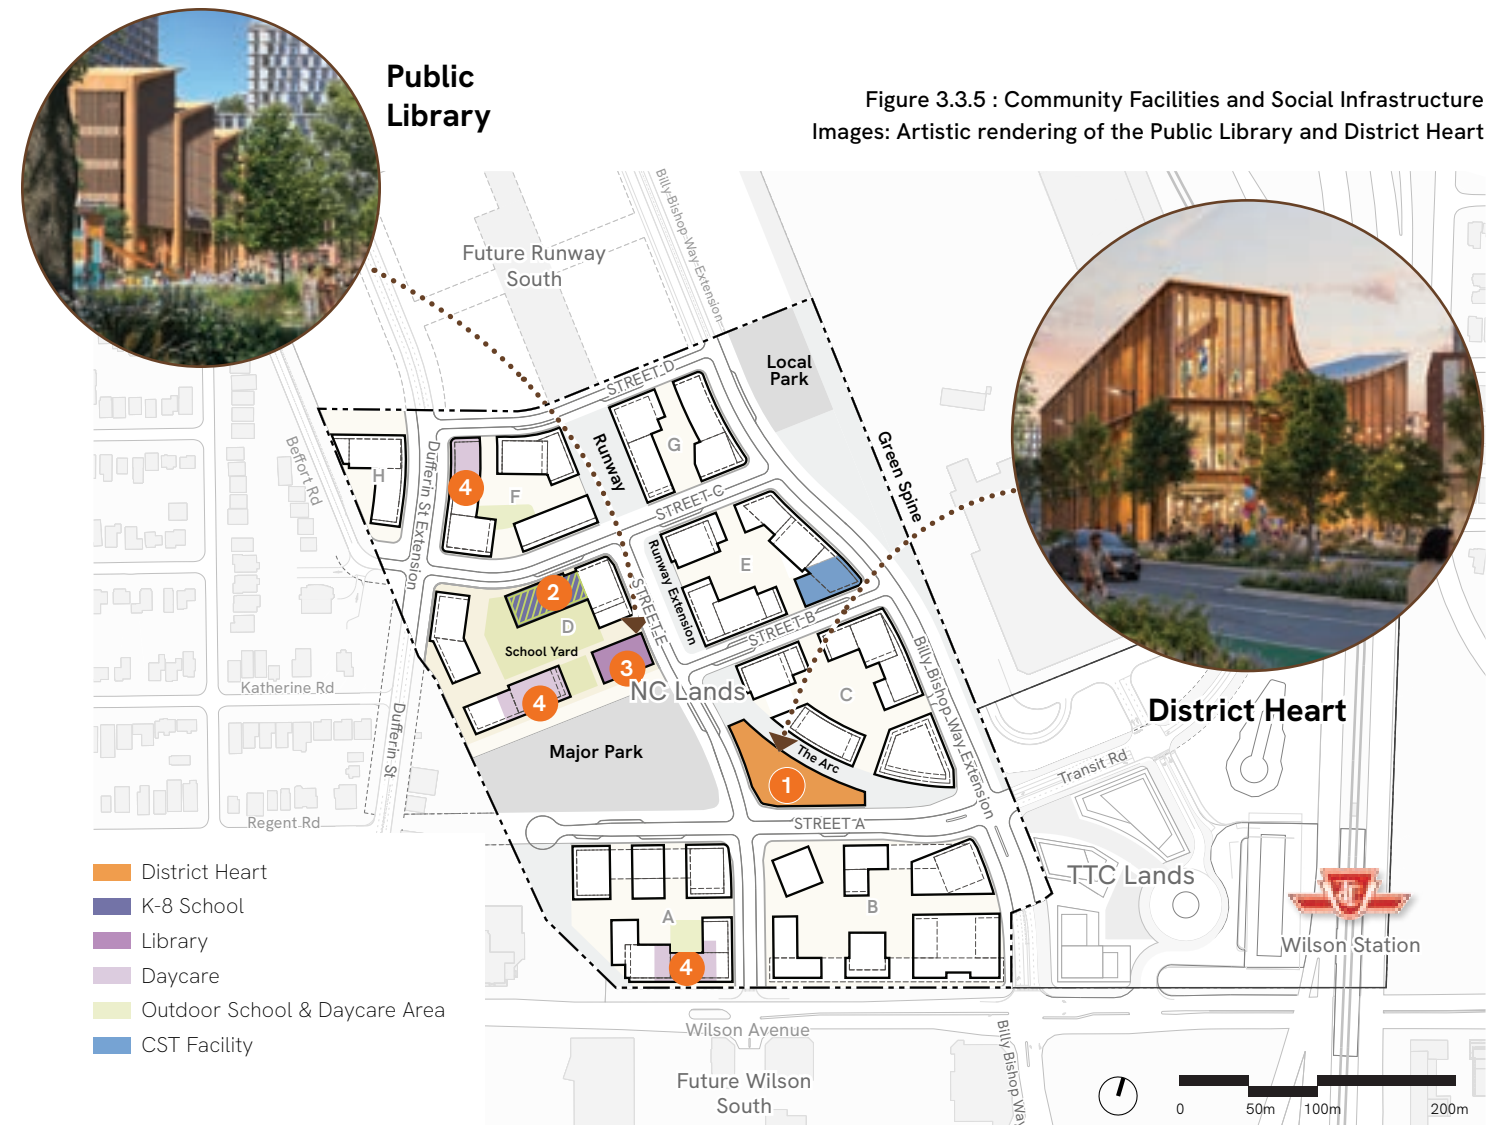 Public
Library
Figure 3.3.5 : Community Facilities and Social Infrastructure
Images: Artistic rendering of the Public Library and District Heart
Billy Bishop Way Extension
Future Runway
South
Local
Park
STREET D
Green Spine
Runway
G
H
F
4
Beffort Rd
Dufferin St Extension
STREET C
Runway Extension
E
2
D
STREET E
School Yard
3
STREET B
4
NC Lands
C
Billy Bishop Way Extension
Katherine Rd
Dufferin St
Major Park
The Arc
1
District Heart
Transit Rd
Regent Rd
STREET A
TTC Lands
A
B
4
Wilson Station
District Heart
K-8 School
Library
Daycare
Outdoor School & Daycare Area
CST Facility
Wilson Avenue
Billy Bishop Way
Future Wilson
South
0 50m 100m 200m